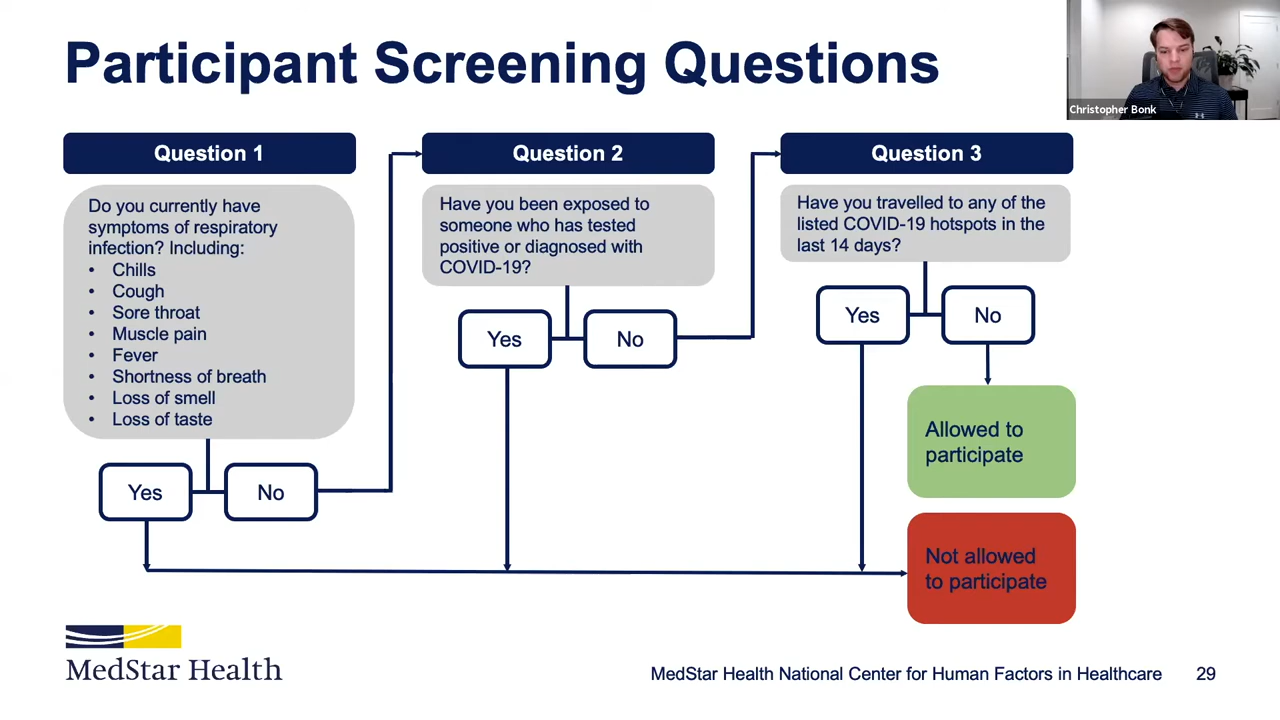 Participant Screening Questions
Christopher Bonk
Question 1
Do you currently have
symptoms of respiratory
infection? Including:
• Chills
• Cough
• Sore throat
• Muscle pain
• Fever
• Shortness of breath
• Loss of smell
• Loss of taste
Yes
No
Question 2
Have you been exposed to
someone who has tested
positive or diagnosed with
COVID-19?
Yes
No
Question 3
Have you travelled to any of the
listed COVID-19 hotspots in the
last 14 days?
Yes
No
Allowed to
participate
Not allowed
to participate
MedStar Health
MedStar Health National Center for Human Factors in Healthcare
29